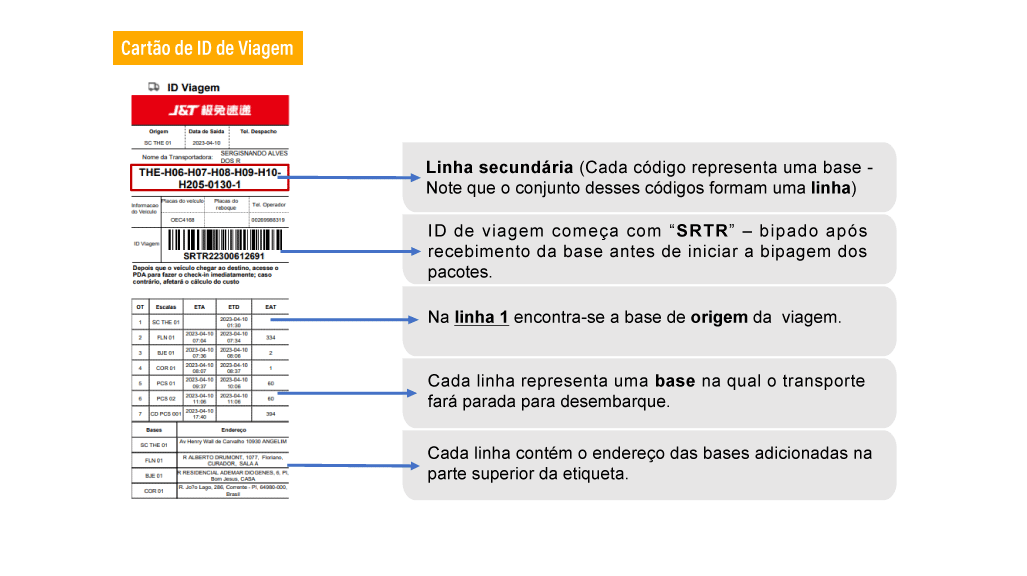 Cartão de ID de Viagem
ID Viagem
J&T 极兔速递
Origem Data do Saída Tel. Despacho
SC THE 01 2023-04-10
Nome da Transportadora: SERGISNANDO ALVES
DOS R
THE-H06-H07-H08-H09-H10-
H205-0130-1
Informacao do Veículo Placas do veículo Placas do reboque Tel. Operador
OEC4168 00289980319
ID Viagem
SRTR22300612691
Depois que o veículo chegar ao destino, acesse o
PDA para fazer o check-in imediatamente; caso
contrário, afetará o cálculo do custo
OT Escalas ETA ETD EAT
1 SC THE 01 2023-04-10 01:30
2 FLN 01 2023-04-10 07:04 2023-04-10 07:34 334
3 BJE 01 2023-04-10 07:36 2023-04-10 08:06 2
4 COR 01 2023-04-10 08:07 2023-04-10 08:37 1
5 PCS 01 2023-04-10 09:37 2023-04-10 10:06 60
6 PCS 02 2023-04-10 11:06 2023-04-10 11:08 60
7 CD PCS 001 2023-04-10 17:40 394
Bases Endereço
SC THE 01 Av Henry Wall de Carvalho 10930 ANGELIM
FLN 01 R ALBERTO DRUMONT, 1077, Floriano,
CURADOR, SALA A
BJE 01 R RESIDENCIAL ADEMAR DIOGENES, 6, PI,
Bom Jesus, CASA
COR 01 R. Jo?o Lago, 286, Corrente - PI, 64980-000,
Brasil
Linha secundária (Cada código representa uma base -
Note que o conjunto desses códigos formam uma linha)
ID de viagem começa com “SRTR” – bipado após
recebimento da base antes de iniciar a bipagem dos
pacotes.
Na linha 1 encontra-se a base de origem da viagem.
Cada linha representa uma base na qual o transporte
fará parada para desembarque.
Cada linha contém o endereço das bases adicionadas na
parte superior da etiqueta.